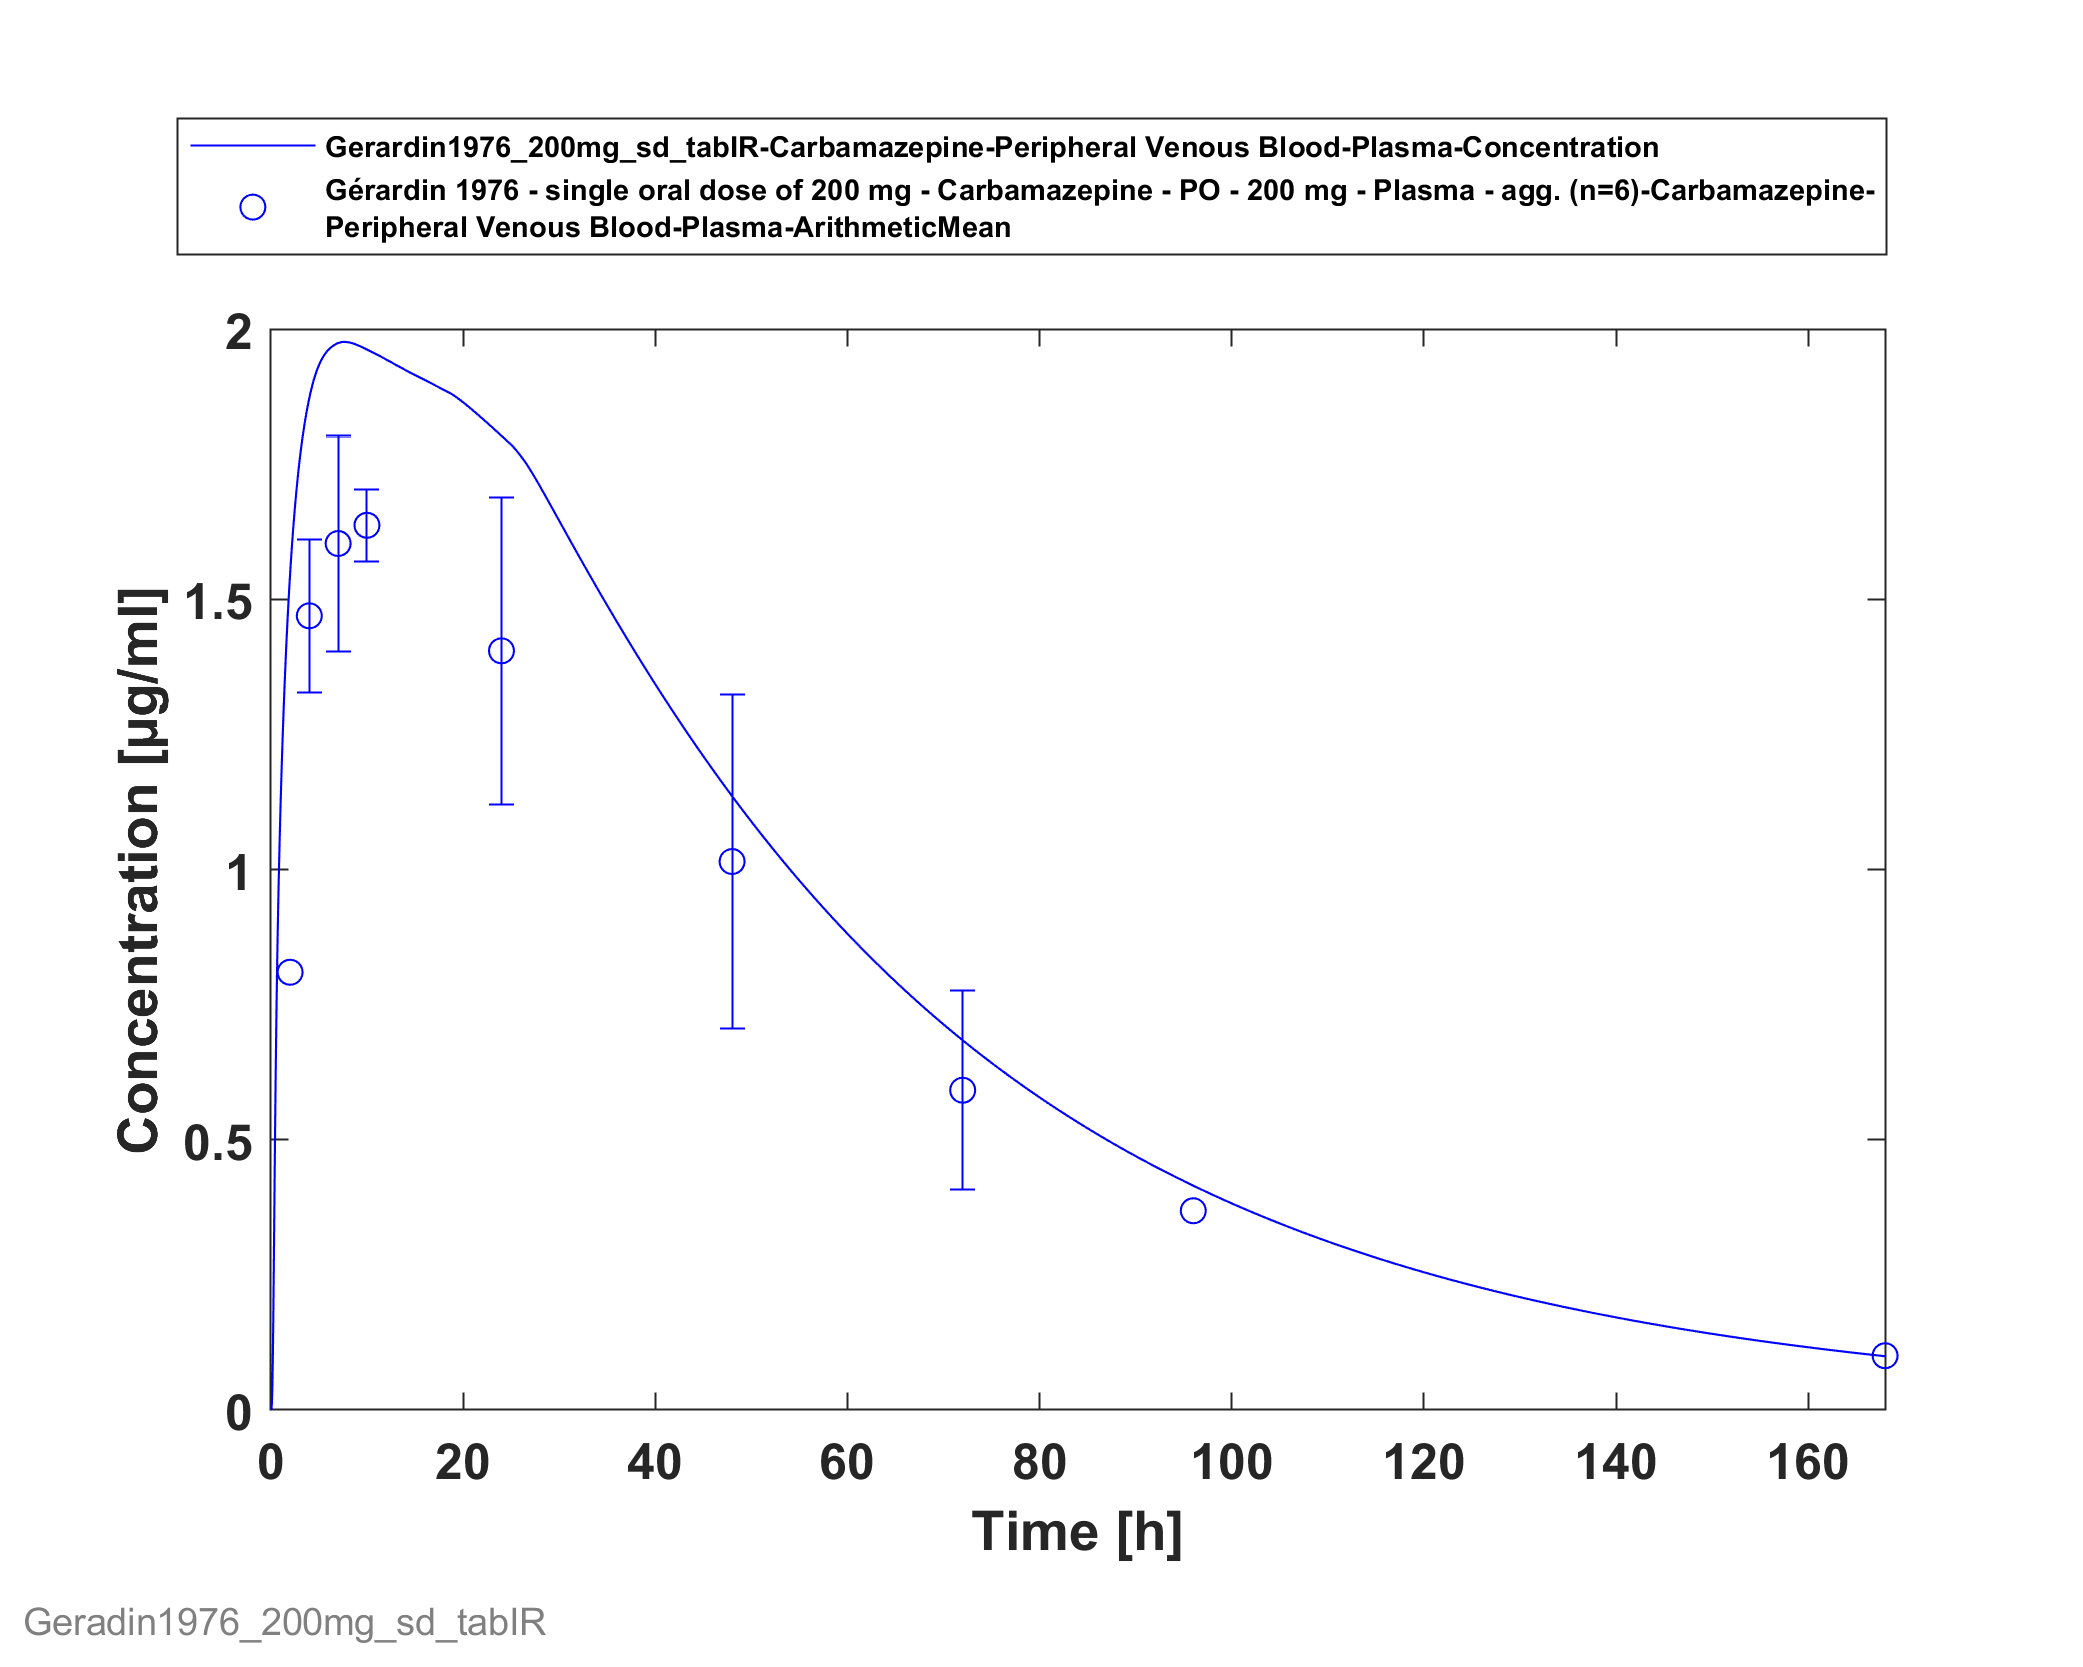 Gerardin1976_200mg_sd_tabIR-Carbamazepine-Peripheral Venous Blood-Plasma-Concentration
Gérardin 1976 - single oral dose of 200 mg - Carbamazepine - PO - 200 mg - Plasma - agg. (n=6)-Carbamazepine-
Peripheral Venous Blood-Plasma-ArithmeticMean
2
1.5
1
0.5
0
Concentration [µg/ml]
0 20 40 60 80 100 120 140 160
Time [h]
Geradin1976_200mg_sd_tabIR